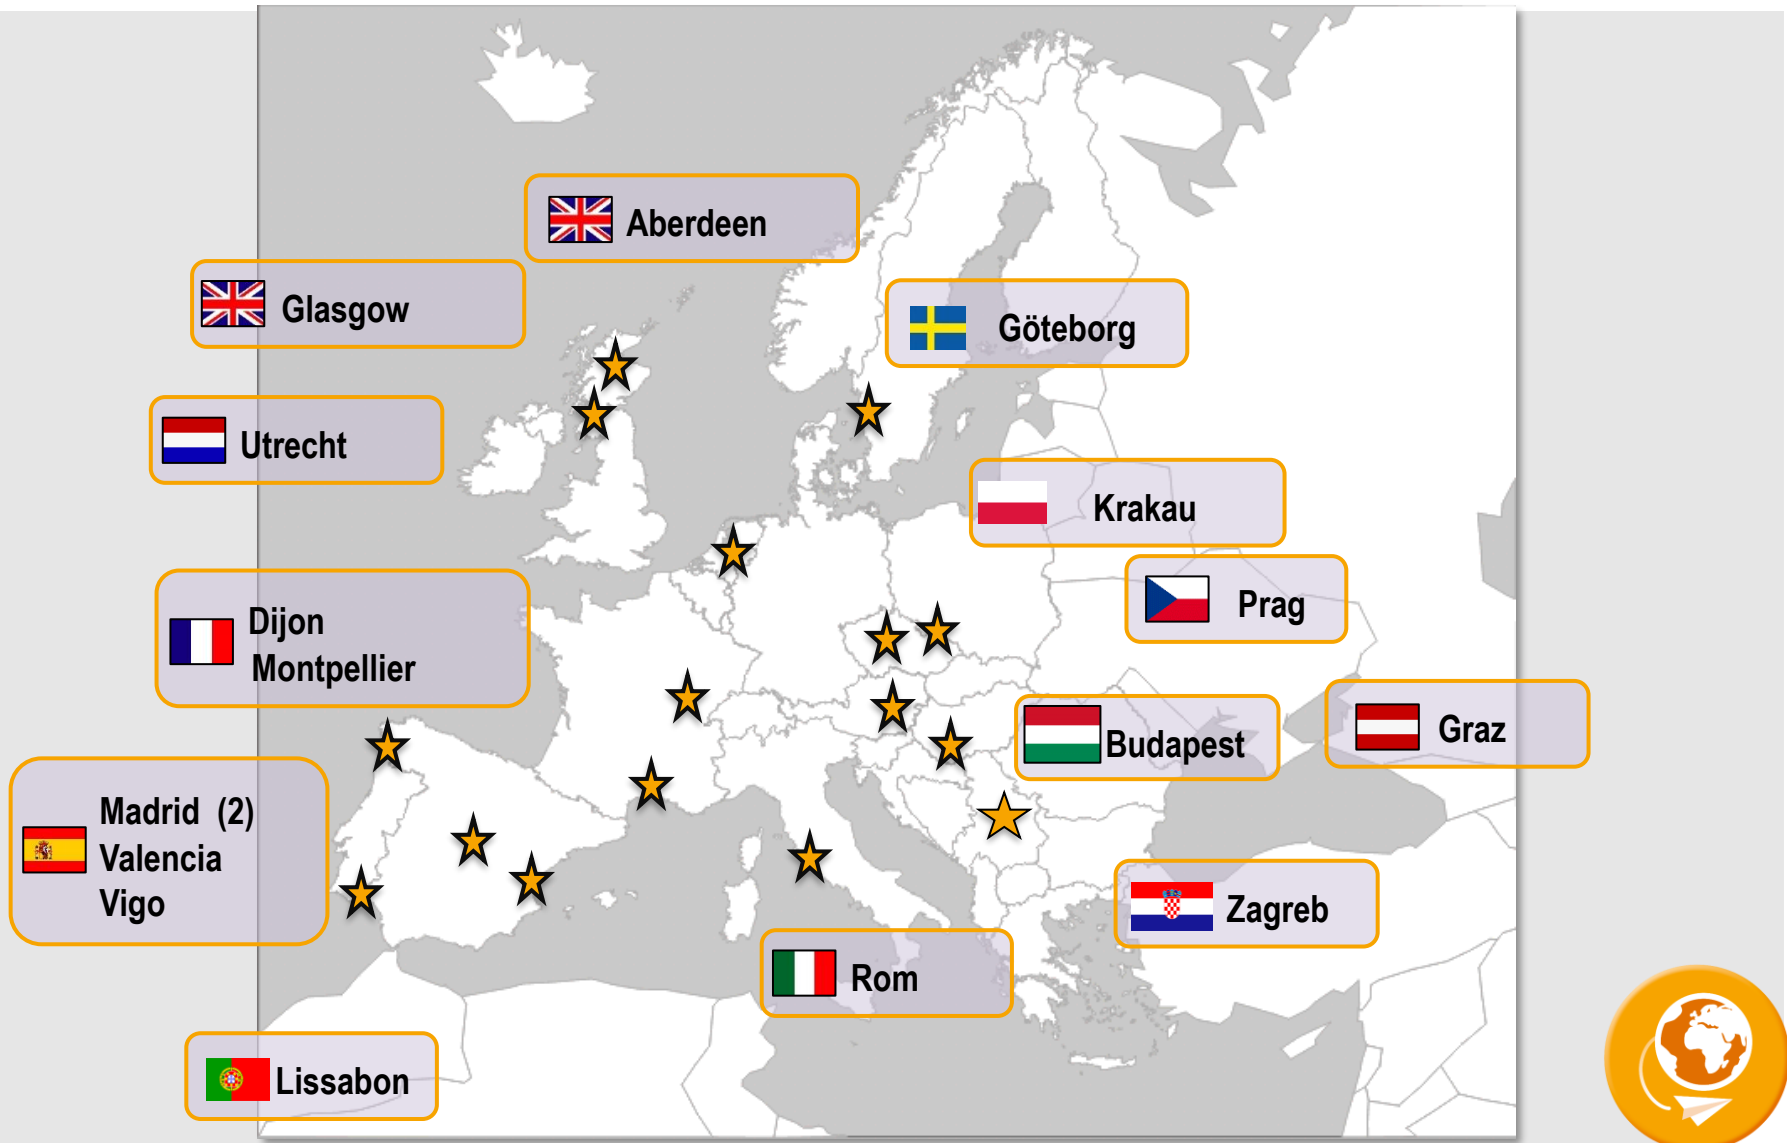 Aberdeen
Glasgow
Göteborg
Utrecht
Krakau
Prag
Dijon
Montpellier
Budapest
Graz
Madrid (2)
Valencia
Vigo
Zagreb
Rom
Lissabon